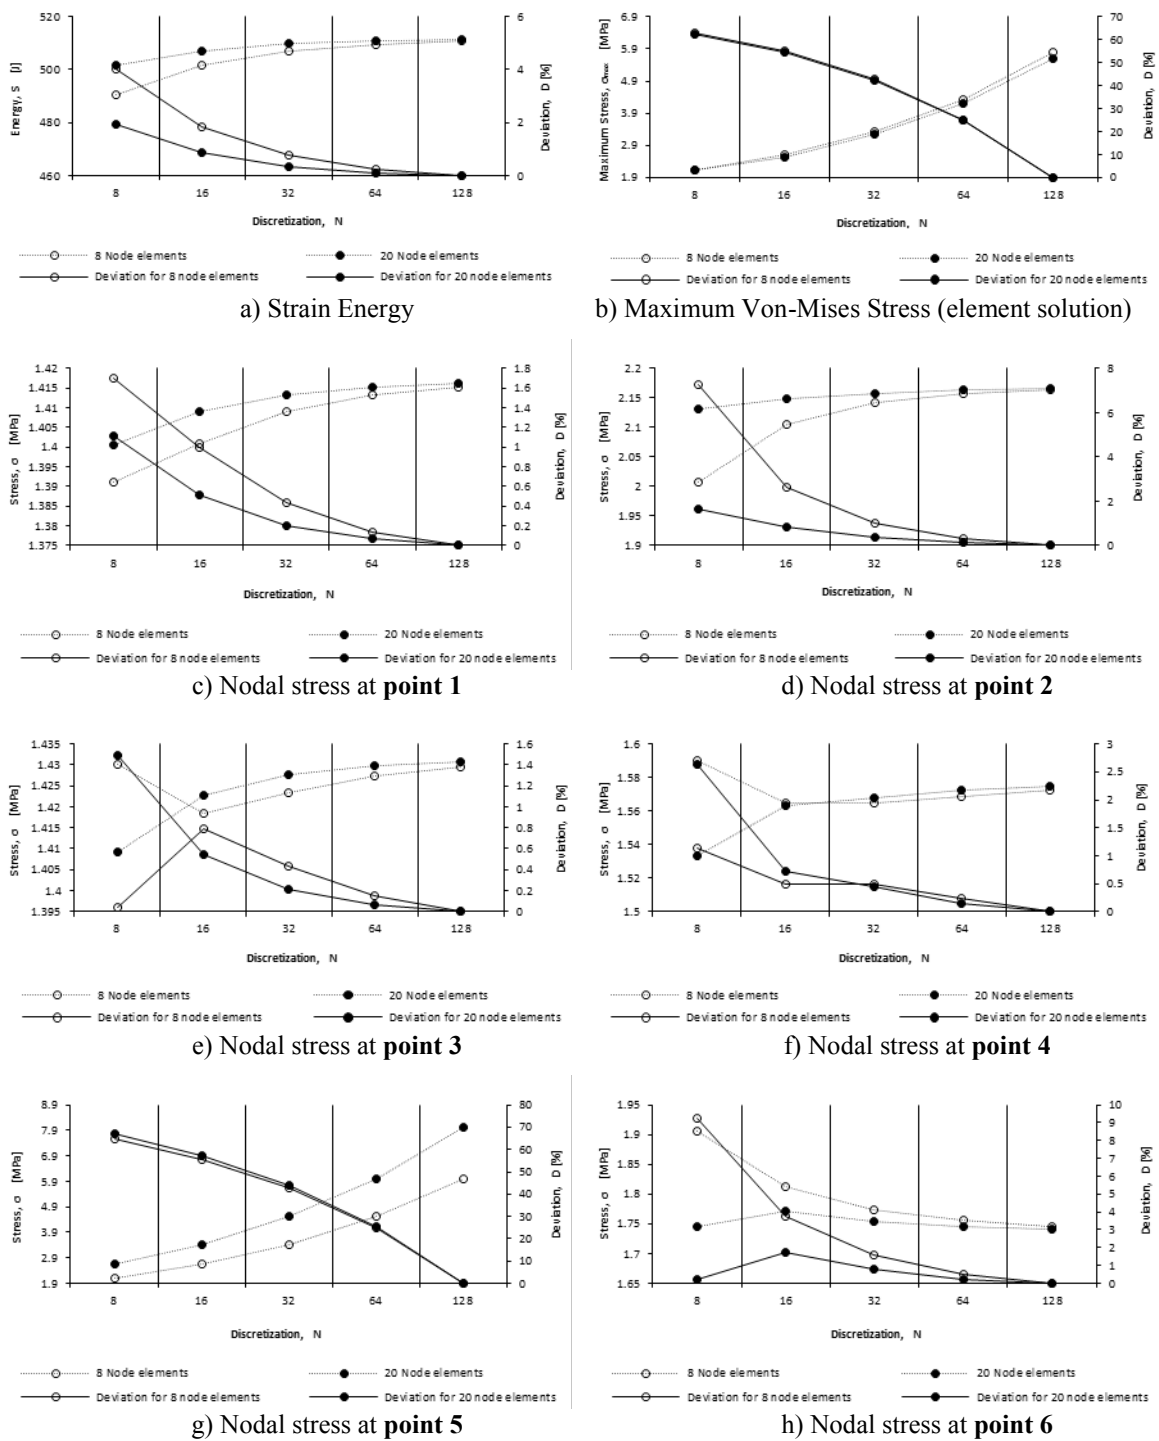 520
500
480
460
Energy, S [J]
6
4
2
0
Deviation, D [%]
8 16 32 64 128
Discretization, N
8 Node elements 20 Node elements
Deviation for 8 node elements Deviation for 20 node elements
a) Strain Energy
6.9
5.9
4.9
3.9
2.9
1.9
Maximum Stress, σmax [MPa]
70
60
50
40
30
20
10
0
Deviation, D [%]
8 16 32 64 128
Discretization, N
8 Node elements 20 Node elements
Deviation for 8 node elements Deviation for 20 node elements
b) Maximum Von-Mises Stress (element solution)
1.42
1.415
1.41
1.405
1.4
1.395
1.39
1.385
1.38
1.375
Stress, σ [MPa]
1.8
1.6
1.4
1.2
1
0.8
0.6
0.4
0.2
0
Deviation, D [%]
8 16 32 64 128
Discretization, N
8 Node elements 20 Node elements
Deviation for 8 node elements Deviation for 20 node elements
c) Nodal stress at point 1
2.2
2.15
2.1
2.05
2
1.95
1.9
Stress, σ [MPa]
8
6
4
2
0
Deviation, D [%]
8 16 32 64 128
Discretization, N
8 Node elements 20 Node elements
Deviation for 8 node elements Deviation for 20 node elements
d) Nodal stress at point 2
1.435
1.43
1.425
1.42
1.415
1.41
1.405
1.4
1.395
Stress, σ [MPa]
1.6
1.4
1.2
1
0.8
0.6
0.4
0.2
0
Deviation, D [%]
8 16 32 64 128
Discretization, N
8 Node elements 20 Node elements
Deviation for 8 node elements Deviation for 20 node elements
e) Nodal stress at point 3
1.6
1.58
1.56
1.54
1.52
1.5
Stress, σ [MPa]
3
2.5
2
1.5
1
0.5
0
Deviation, D [%]
8 16 32 64 128
Discretization, N
8 Node elements 20 Node elements
Deviation for 8 node elements Deviation for 20 node elements
f) Nodal stress at point 4
8.9
7.9
6.9
5.9
4.9
3.9
2.9
1.9
Stress, σ [MPa]
80
70
60
50
40
30
20
10
0
Deviation, D [%]
8 16 32 64 128
Discretization, N
8 Node elements 20 Node elements
Deviation for 8 node elements Deviation for 20 node elements
g) Nodal stress at point 5
1.95
1.9
1.85
1.8
1.75
1.7
1.65
Stress, σ [MPa]
10
9
8
7
6
5
4
3
2
1
0
Deviation, D [%]
8 16 32 64 128
Discretization, N
8 Node elements 20 Node elements
Deviation for 8 node elements Deviation for 20 node elements
h) Nodal stress at point 6